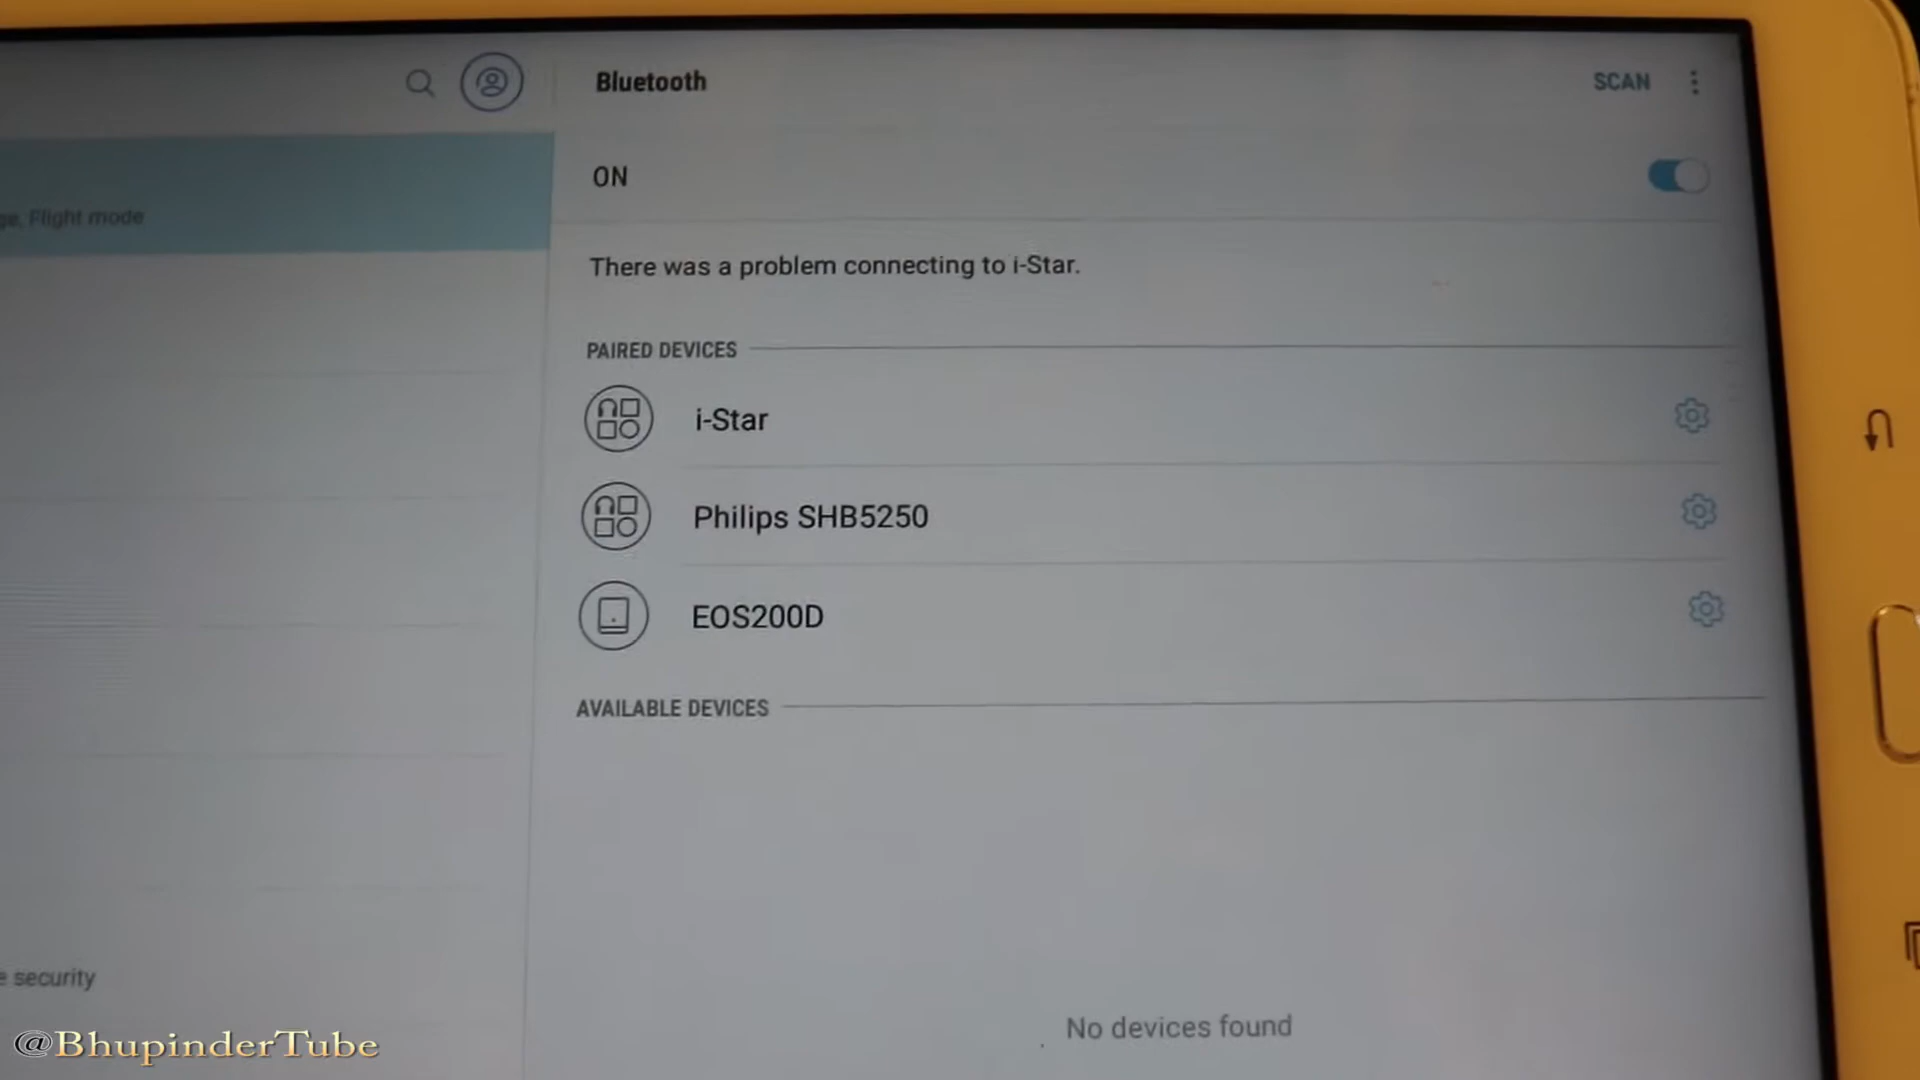 Bluetooth
SCAN
ON
Flight mode
There was a problem connecting to i-Star.
PAIRED DEVICES
i-Star
Philips SHB5250
EOS200D
AVAILABLE DEVICES
security
No devices found
@BhupinderTube